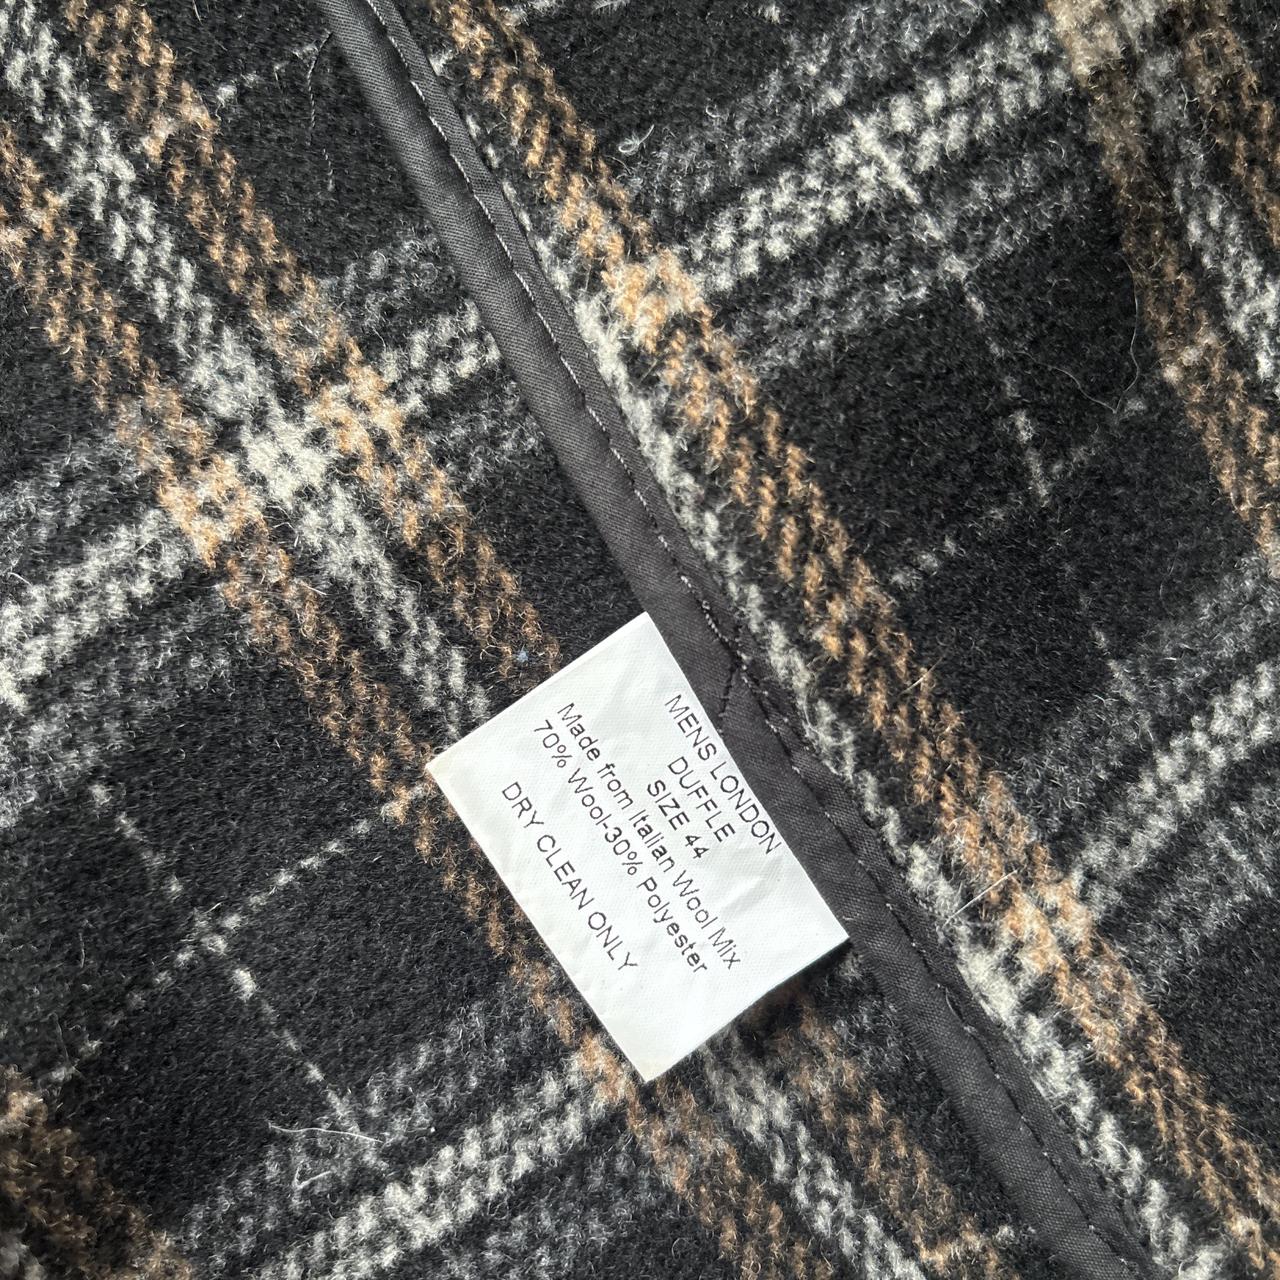 MENS LONDON
DUFFLE
SIZE 44
Made from Italian Wool Mix
70% Wool-30% Polyester
DRY CLEAN ONLY